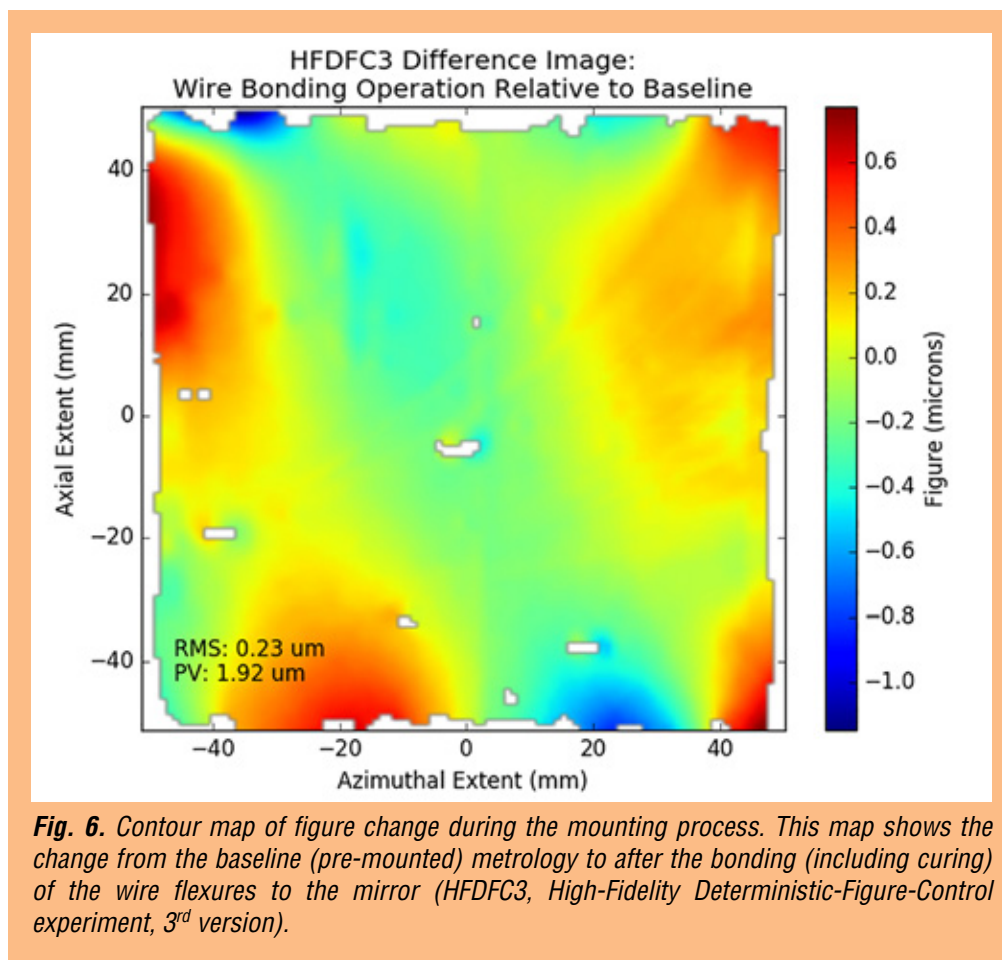 HFDFC3 Difference Image:
Wire Bonding Operation Relative to Baseline
Axial Extent (mm)
40
20
0
−20
−40
RMS: 0.23 um
PV: 1.92 um
−40
−20
0
20
40
Azimuthal Extent (mm)
0.6
0.4
0.2
0.0
−0.2
−0.4
−0.6
−0.8
−1.0
Figure (microns)
Fig. 6. Contour map of figure change during the mounting process. This map shows the
change from the baseline (pre-mounted) metrology to after the bonding (including curing)
of the wire flexures to the mirror (HFDFC3, High-Fidelity Deterministic-Figure-Control
experiment, 3rd version).